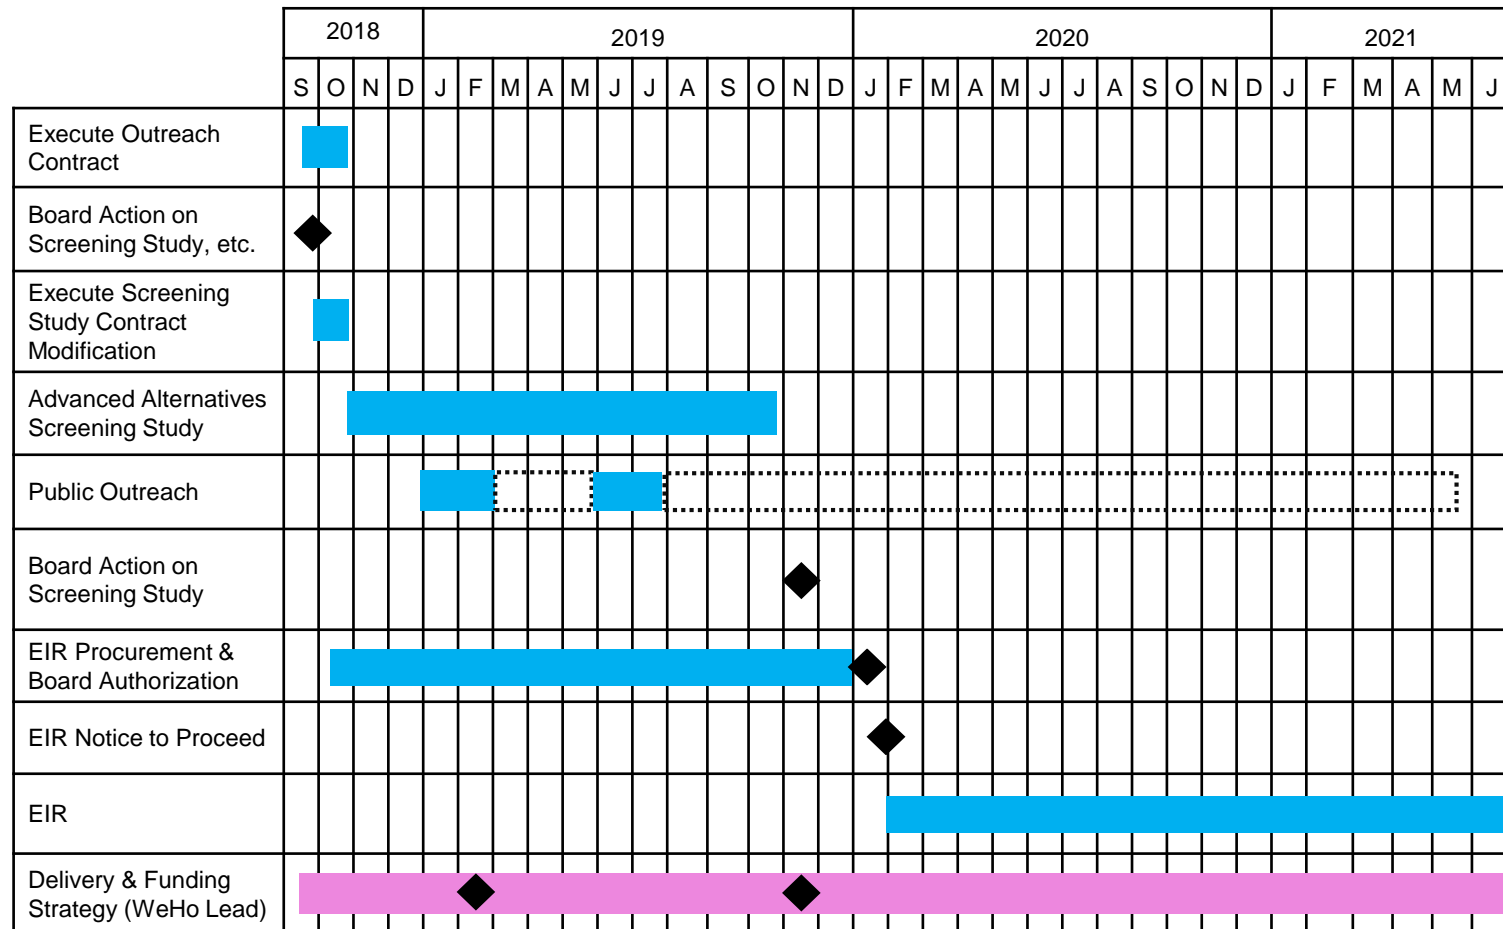 2018 2019 2020 2021
S O N D J F M A M J J A S O N D J F M A M J J A S O N D J F M A M J
Execute Outreach
Contract
Board Action on
Screening Study, etc.
Execute Screening
Study Contract
Modification
Advanced Alternatives
Screening Study
Public Outreach
Board Action on
Screening Study
EIR Procurement &
Board Authorization
EIR Notice to Proceed
EIR
Delivery & Funding
Strategy (WeHo Lead)